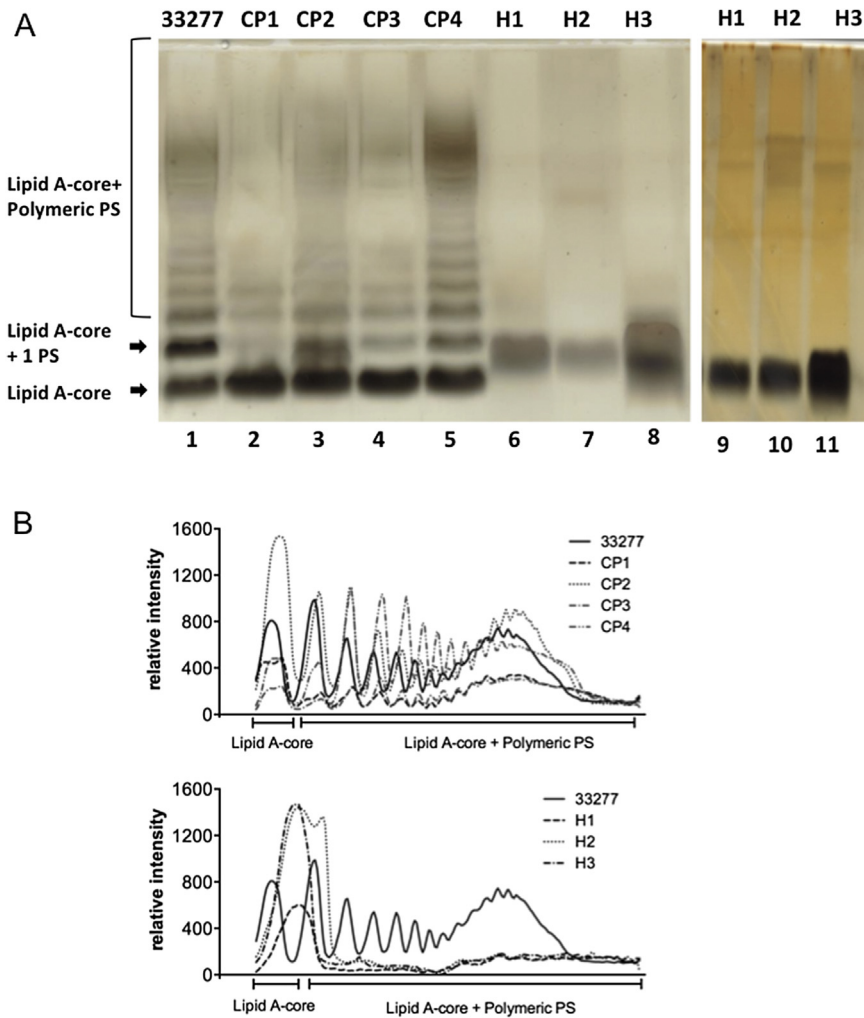 A
33277 CP1 CP2 CP3 CP4 H1 H2 H3 H1 H2 H3
Lipid A-core+
Polymeric PS
Lipid A-core
+ 1 PS
Lipid A-core
1 2 3 4 5 6 7 8 9 10 11
B
relative intensity
1600
1200
800
400
0
33277
CP1
CP2
CP3
CP4
Lipid A-core Lipid A-core + Polymeric PS
relative intensity
1600
1200
800
400
0
33277
H1
H2
H3
Lipid A-core Lipid A-core + Polymeric PS